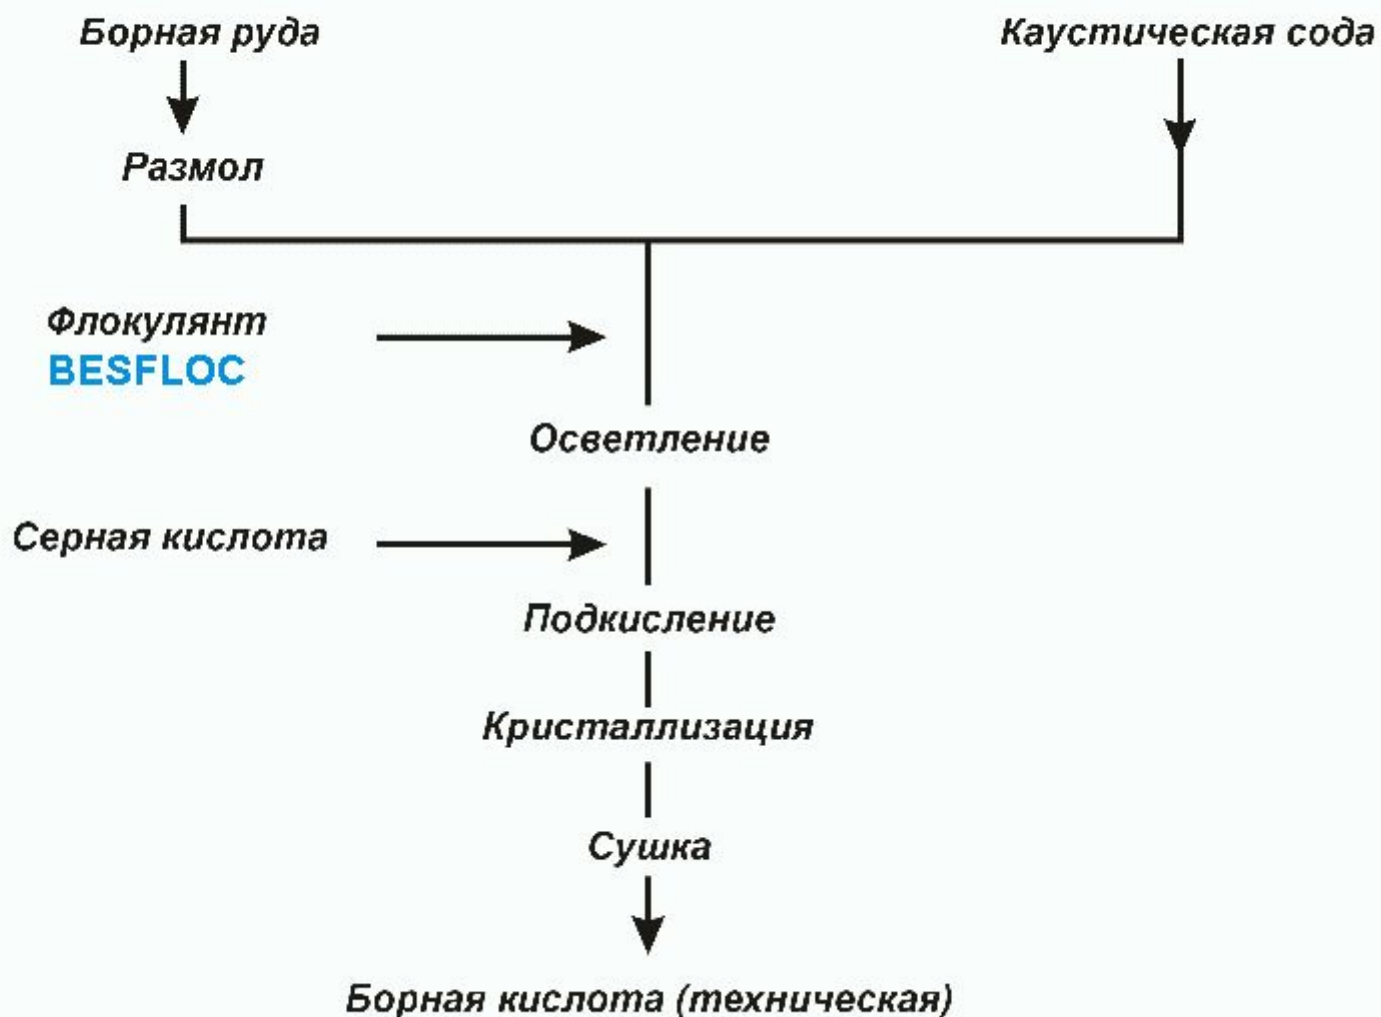 Борная руда
Каустическая сода
Размол
Флокулянт
BESFLOC
Осветление
Серная кислота
Подкисление
Кристаллизация
Сушка
Борная кислота (техническая)